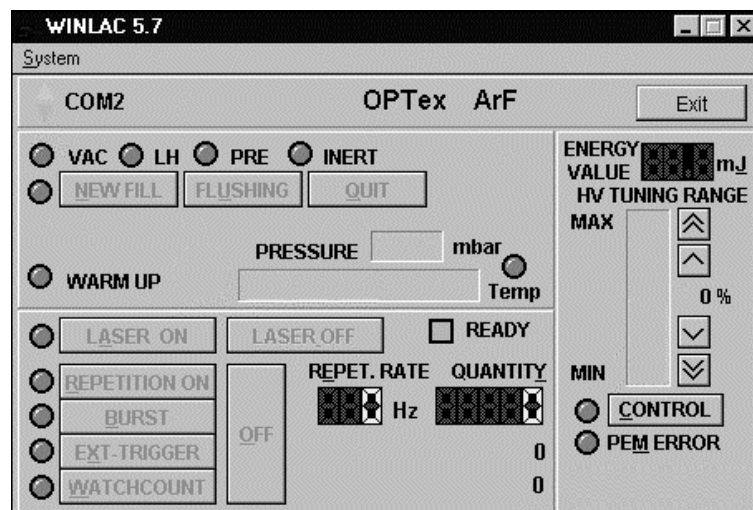 WINLAC 5.7
System
COM2 OPTex ArF Exit
VAC LH PRE INERT
NEW FILL FLUSHING QUIT
PRESSURE mbar
WARM UP Temp
LASER ON LASER OFF READY
REPETITION ON
BURST
EXT-TRIGGER
WATCHCOUNT
OFF
REPET. RATE QUANTITY
Hz
0
0
ENERGY VALUE mJ
HV TUNING RANGE
MAX
0 %
MIN
CONTROL
PEM ERROR